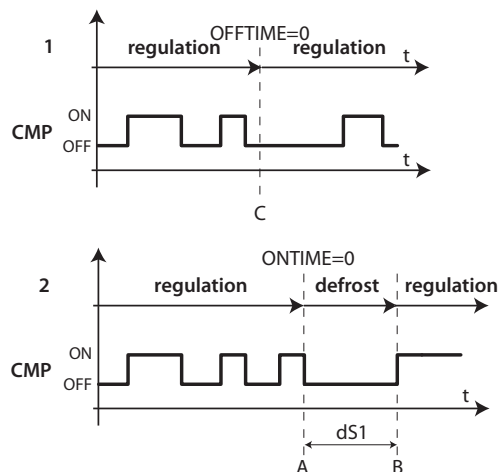 OFFTIME=0
1
regulation
regulation
t
ON
CMP
OFF
t
C
ONTIME=0
2
regulation
defrost
regulation
ON
CMP
OFF
t
dS1
A
B